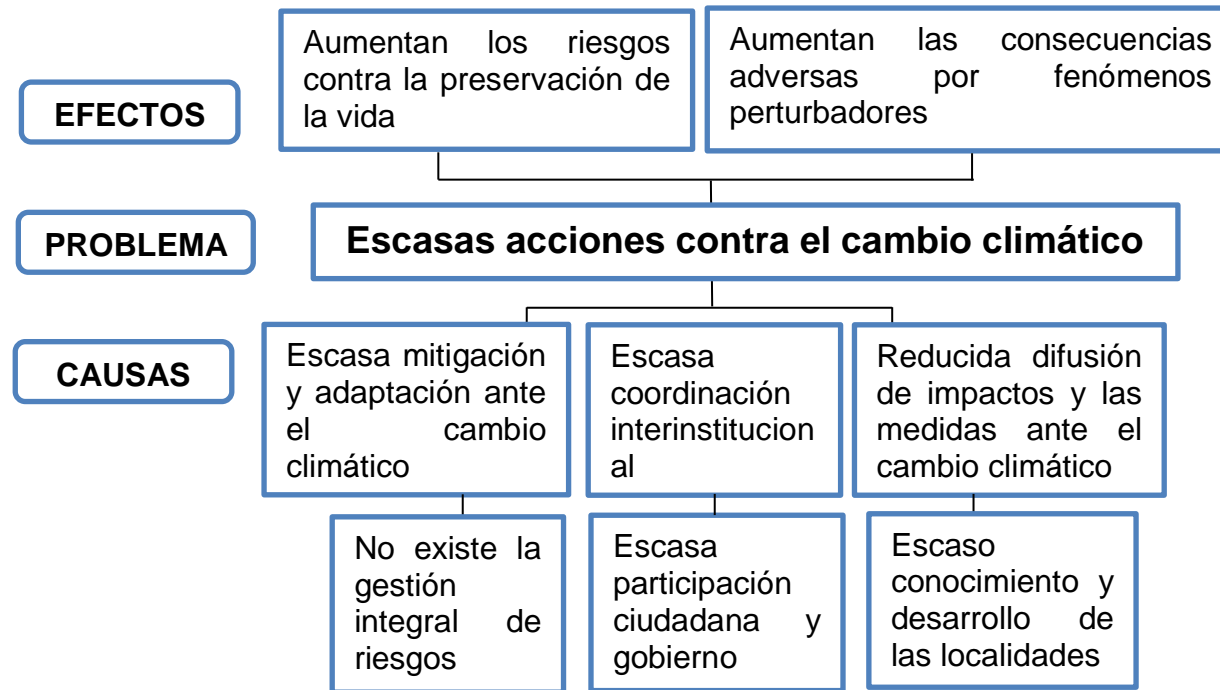 Aumentan los riesgos
contra la preservación de
la vida
Aumentan las consecuencias
adversas por fenómenos
perturbadores
EFECTOS
PROBLEMA
Escasas acciones contra el cambio climático
CAUSAS
Escasa mitigación
y adaptación ante
el cambio
climático
Escasa
coordinación
interinstitucion
al
Reducida difusión
de impactos y las
medidas ante el
cambio climático
No existe la
gestión
integral de
riesgos
Escasa
participación
ciudadana y
gobierno
Escaso
conocimiento y
desarrollo de
las localidades